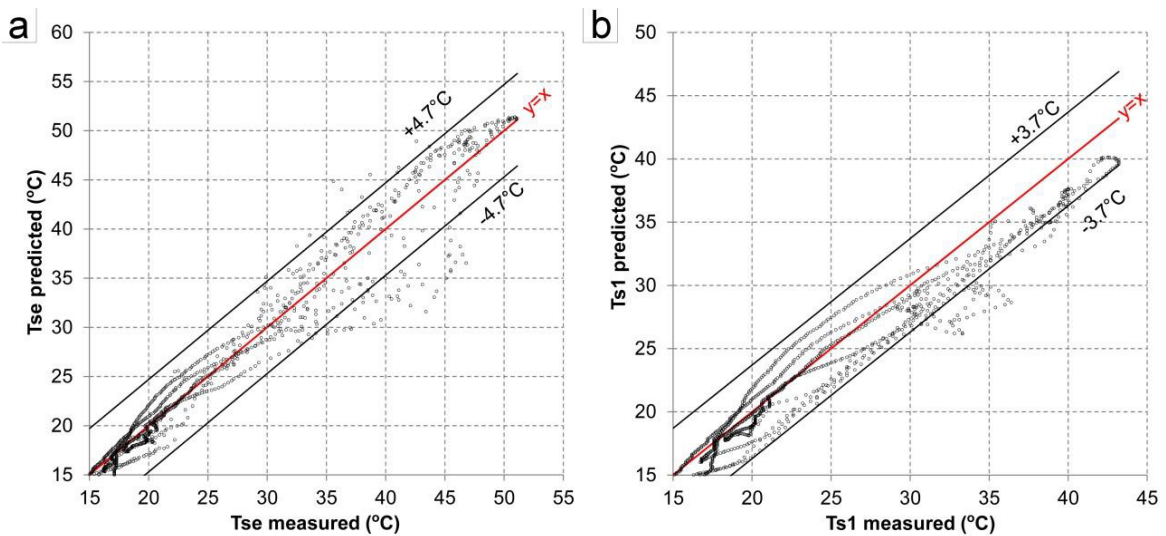 a
60
55
50
45
40
35
30
25
20
15
Tse predicted (°C)
+4.7°C
y=x
-4.7°C
15 20 25 30 35 40 45 50 55
Tse measured (°C)
b
50
45
40
35
30
25
20
15
Ts1 predicted (°C)
+3.7°C
y=x
-3.7°C
15 20 25 30 35 40 45
Ts1 measured (°C)